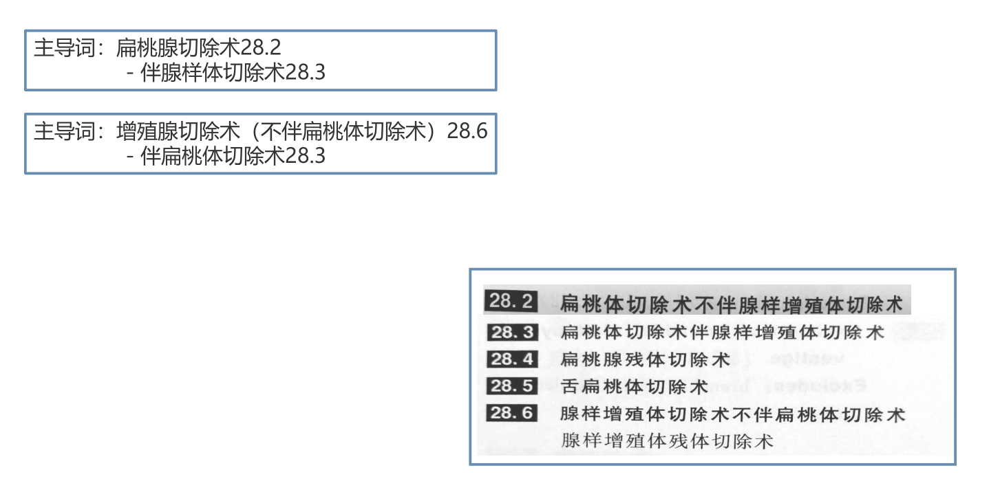 主导词：扁桃腺切除术28.2
- 伴腺样体切除术28.3
主导词：增殖腺切除术（不伴扁桃体切除术）28.6
- 伴扁桃体切除术28.3
28.2 扁桃体切除术不伴腺样增殖体切除术
28.3 扁桃体切除术伴腺样增殖体切除术
28.4 扁桃腺残体切除术
28.5 舌扁桃体切除术
28.6 腺样增殖体切除术不伴扁桃体切除术
腺样增殖体残体切除术